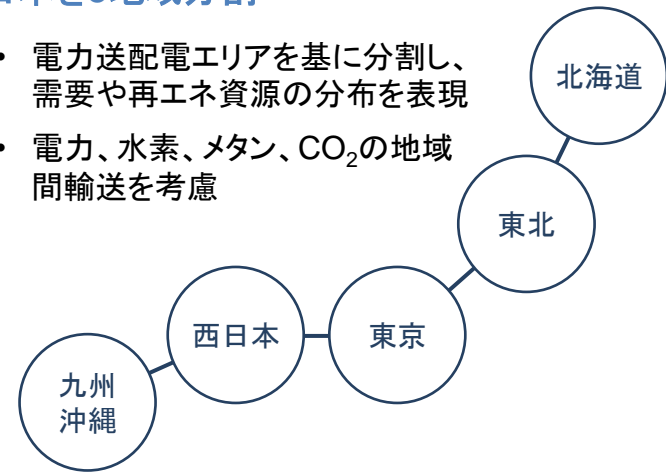 • 電力送配電エリアを基に分割し、
需要や再エネ資源の分布を表現
• 電力、水素、メタン、CO₂の地域
間輸送を考慮
北海道
東北
東京
西日本
九州
沖縄